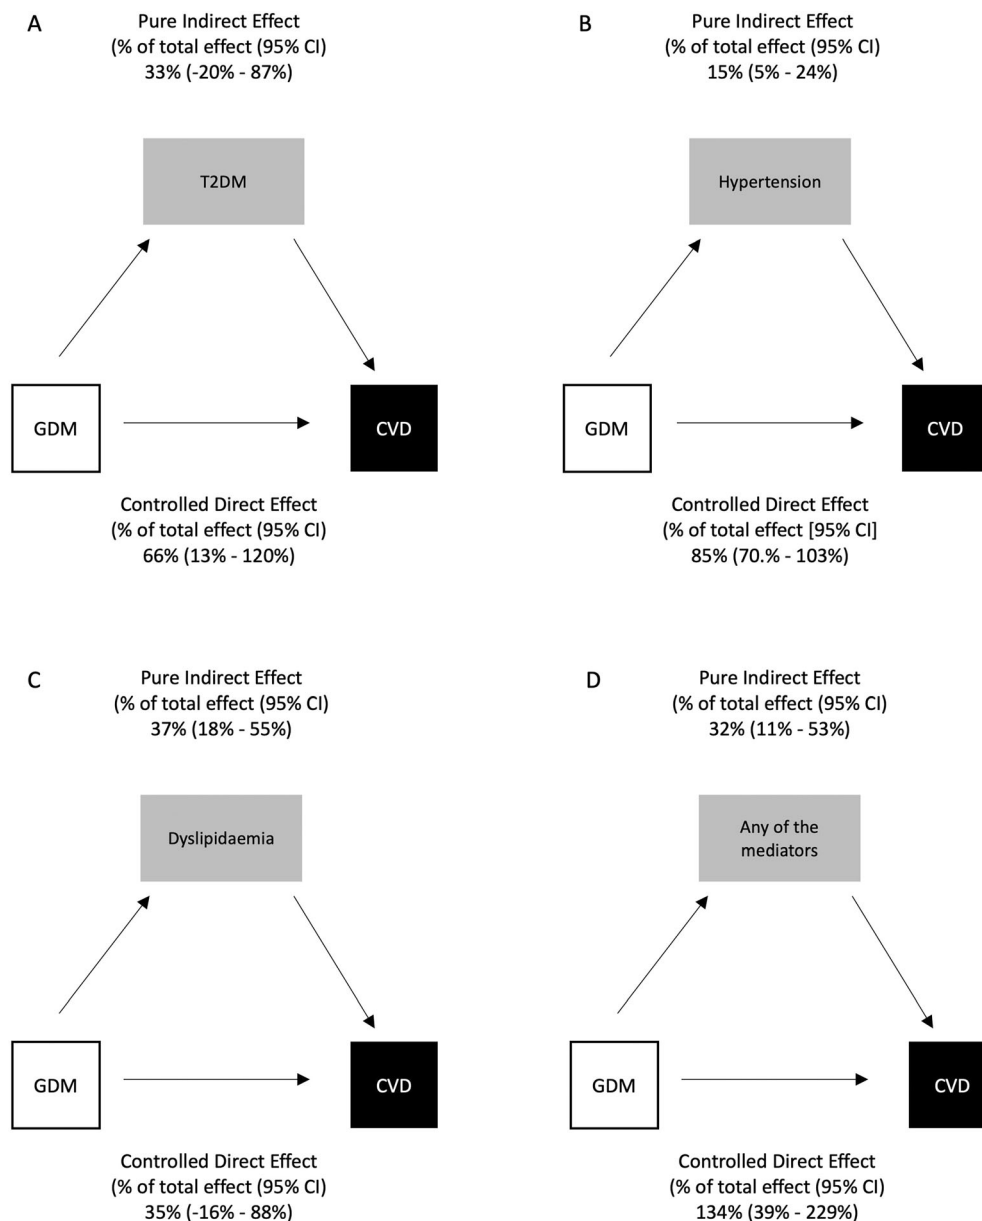 A
Pure Indirect Effect
(% of total effect (95% CI)
33% (-20% - 87%)
T2DM
GDM
CVD
Controlled Direct Effect
(% of total effect (95% CI)
66% (13% - 120%)
B
Pure Indirect Effect
(% of total effect (95% CI)
15% (5% - 24%)
Hypertension
GDM
CVD
Controlled Direct Effect
(% of total effect [95% CI]
85% (70.% - 103%)
C
Pure Indirect Effect
(% of total effect (95% CI)
37% (18% - 55%)
Dyslipidaemia
GDM
CVD
Controlled Direct Effect
(% of total effect (95% CI)
35% (-16% - 88%)
D
Pure Indirect Effect
(% of total effect (95% CI)
32% (11% - 53%)
Any of the
mediators
GDM
CVD
Controlled Direct Effect
(% of total effect (95% CI)
134% (39% - 229%)